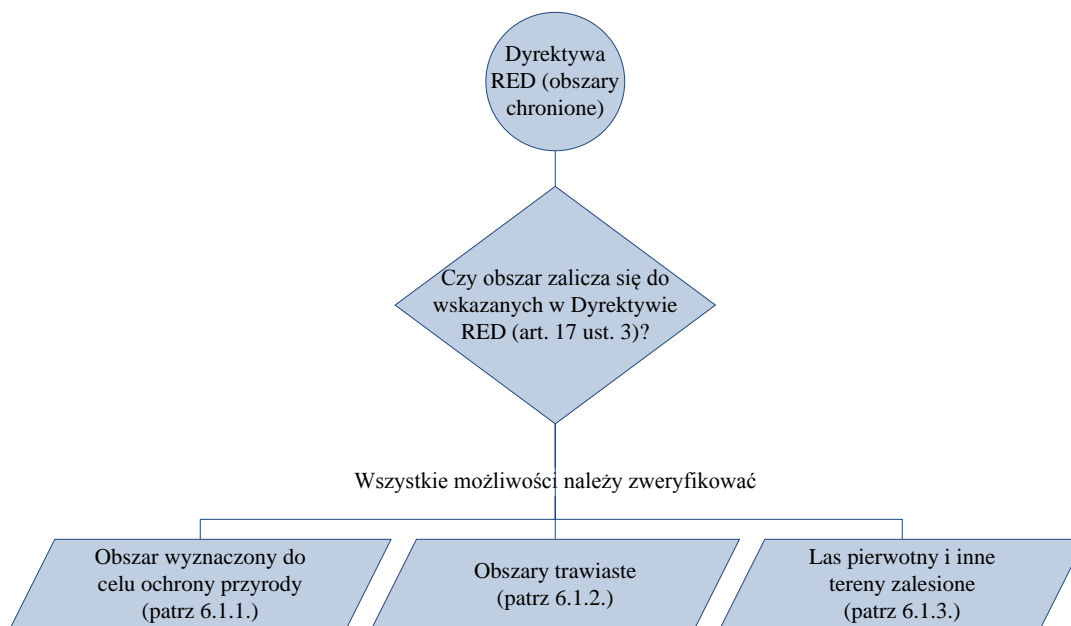 Dyrektywa
RED (obszary
chronione)
Czy obszar zalicza się do
wskazanych w Dyrektywie
RED (art. 17 ust. 3)?
Wszystkie możliwości należy zweryfikować
Obszar wyznaczony do
celu ochrony przyrody
(patrz 6.1.1.)
Obszary trawiaste
(patrz 6.1.2.)
Las pierwotny i inne
tereny zalesione
(patrz 6.1.3.)